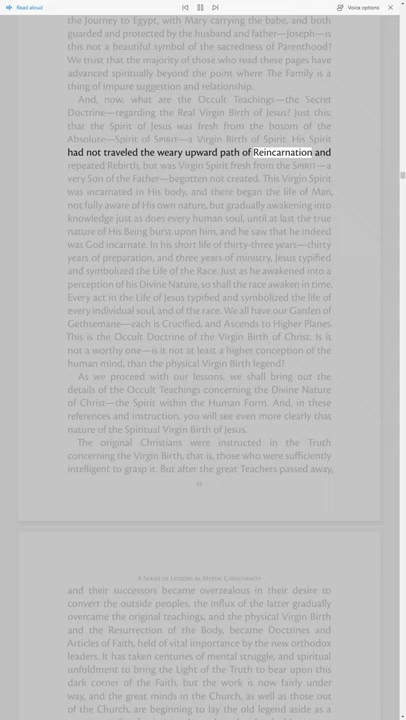 Read aloud
Voice options
the Journey to Egypt, with Mary carrying the babe, and both
guarded and protected by the husband and father—Joseph—is
this not a beautiful symbol of the sacredness of Parenthood?
We trust that the majority of those who read these pages have
advanced spiritually beyond the point where The Family is a
thing of impure suggestion and relationship.
And, now, what are the Occult Teachings—the Secret
Doctrine—regarding the Real Virgin Birth of Jesus? Just this:
that the Spirit of Jesus was fresh from the bosom of the
Absolute—Spirit of SPIRIT—a Virgin Birth of Spirit. His Spirit
had not traveled the weary upward path of Reincarnation and
repeated Rebirth, but was Virgin Spirit fresh from the SPIRIT—a
very Son of the Father—begotten not created. This Virgin Spirit
was incarnated in His body, and there began the life of Man,
not fully aware of His own nature, but gradually awakening into
knowledge just as does every human soul, until at last the true
nature of His Being burst upon him, and he saw that he indeed
was God incarnate. In his short life of thirty-three years—thirty
years of preparation, and three years of ministry, Jesus typified
and symbolized the Life of the Race. Just as he awakened into a
perception of his Divine Nature, so shall the race awaken in time.
Every act in the Life of Jesus typified and symbolized the life of
every individual soul, and of the race. We all have our Garden of
Gethsemane—each is Crucified, and Ascends to Higher Planes.
This is the Occult Doctrine of the Virgin Birth of Christ. Is it
not a worthy one—is it not at least a higher conception of the
human mind, than the physical Virgin Birth legend?
As we proceed with our lessons, we shall bring out the
details of the Occult Teachings concerning the Divine Nature
of Christ—the Spirit within the Human Form. And, in these
references and instruction, you will see even more clearly that
nature of the Spiritual Virgin Birth of Jesus.
The original Christians were instructed in the Truth
concerning the Virgin Birth, that is, those who were sufficiently
intelligent to grasp it. But after the great Teachers passed away,
A Series of Lessons in Mystic Christianity
and their successors became overzealous in their desire to
convert the outside peoples, the influx of the latter gradually
overcame the original teachings, and the physical Virgin Birth
and the Resurrection of the Body, became Doctrines and
Articles of Faith, held of vital importance by the new orthodox
leaders. It has taken centuries of mental struggle, and spiritual
unfoldment to bring the Light of the Truth to bear upon this
dark corner of the Faith, but the work is now fairly under
way, and the great minds in the Church, as well as those out
of the Church, are beginning to lay the old legend aside as a